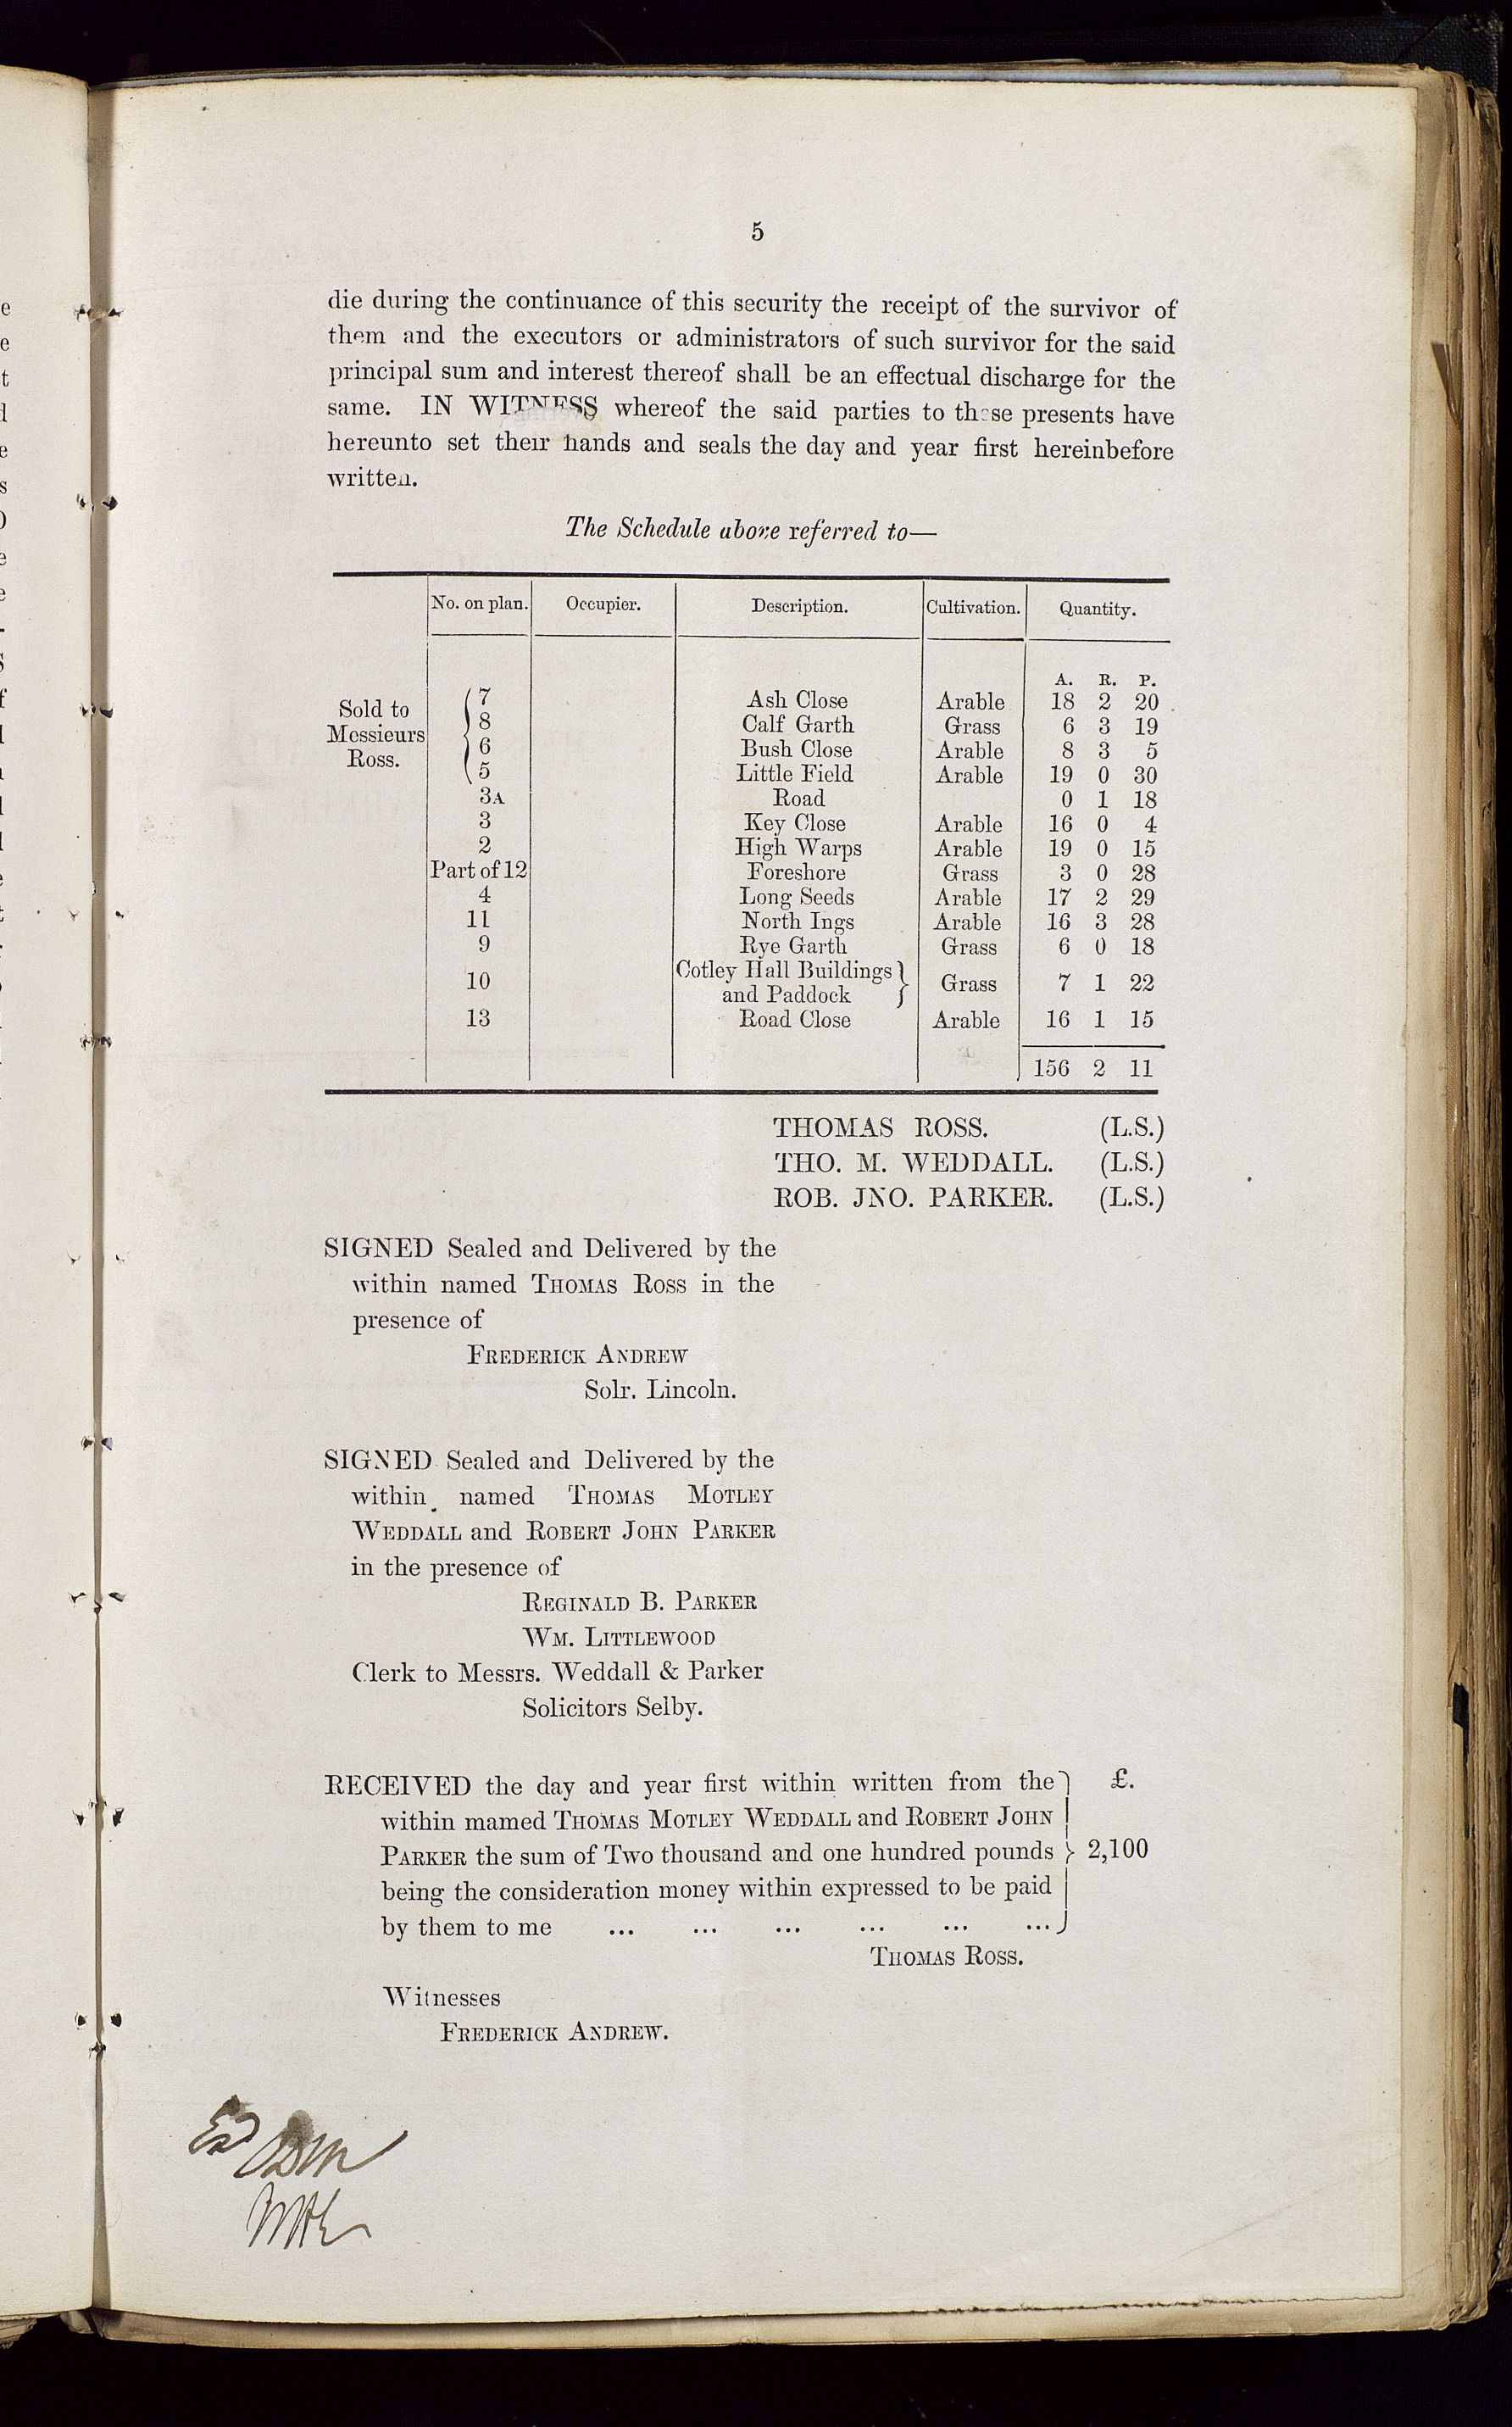 5
die during the continuance of this security the receipt of the survivor of
them and the executors or administrators of such survivor for the said
principal sum and interest thereof shall be an effectual discharge for the
same. IN WITNESS whereof the said parties to these presents have
hereunto set their hands and seals the day and year first hereinbefore
written.
The Schedule above referred to—
No. on plan. Occupier. Description. Cultivation. Quantity.
A. R. P.
Sold to Messieurs Ross.
7 Ash Close Arable 18 2 20
8 Calf Garth Grass 6 3 19
6 Bush Close Arable 8 3 5
5 Little Field Arable 19 0 30
3A Road 0 1 18
3 Key Close Arable 16 0 4
2 High Warps Arable 19 0 15
Part of 12 Foreshore Grass 3 0 28
4 Long Seeds Arable 17 2 29
11 North Ings Arable 16 3 28
9 Rye Garth Grass 6 0 18
10 Cotley Hall Buildings and Paddock Grass 7 1 22
13 Road Close Arable 16 1 15
156 2 11
THOMAS ROSS. (L.S.)
THO. M. WEDDALL. (L.S.)
ROB. JNO. PARKER. (L.S.)
SIGNED Sealed and Delivered by the
within named THOMAS ROSS in the
presence of
FREDERICK ANDREW
Solr. Lincoln.
SIGNED Sealed and Delivered by the
within named THOMAS MOTLEY
WEDDALL and ROBERT JOHN PARKER
in the presence of
REGINALD B. PARKER
WM. LITTLEWOOD
Clerk to Messrs. Weddall & Parker
Solicitors Selby.
RECEIVED the day and year first within written from the £.
within mamed THOMAS MOTLEY WEDDALL and ROBERT JOHN
PARKER the sum of Two thousand and one hundred pounds 2,100
being the consideration money within expressed to be paid
by them to me ... ... ... ... ... ...
THOMAS ROSS.
Witnesses
FREDERICK ANDREW.